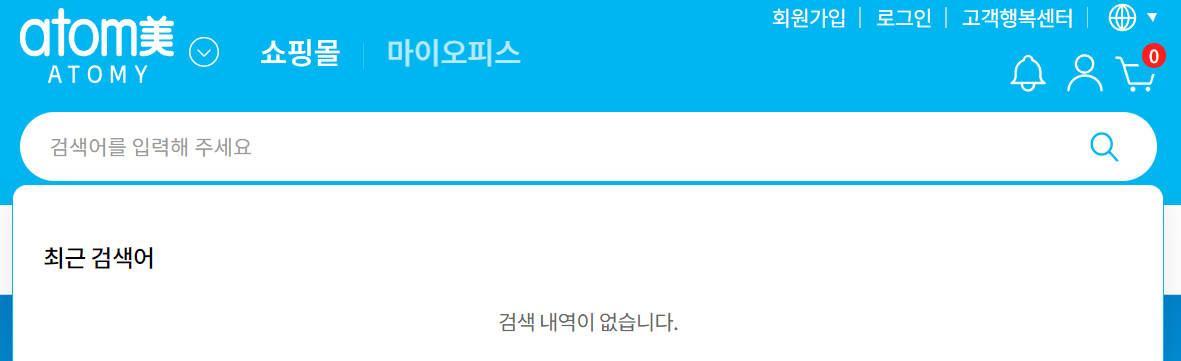 회원가입 로그인 고객행복센터
atom美
ATOMY
쇼핑몰 마이오피스
0
검색어를 입력해 주세요
최근 검색어
검색 내역이 없습니다.